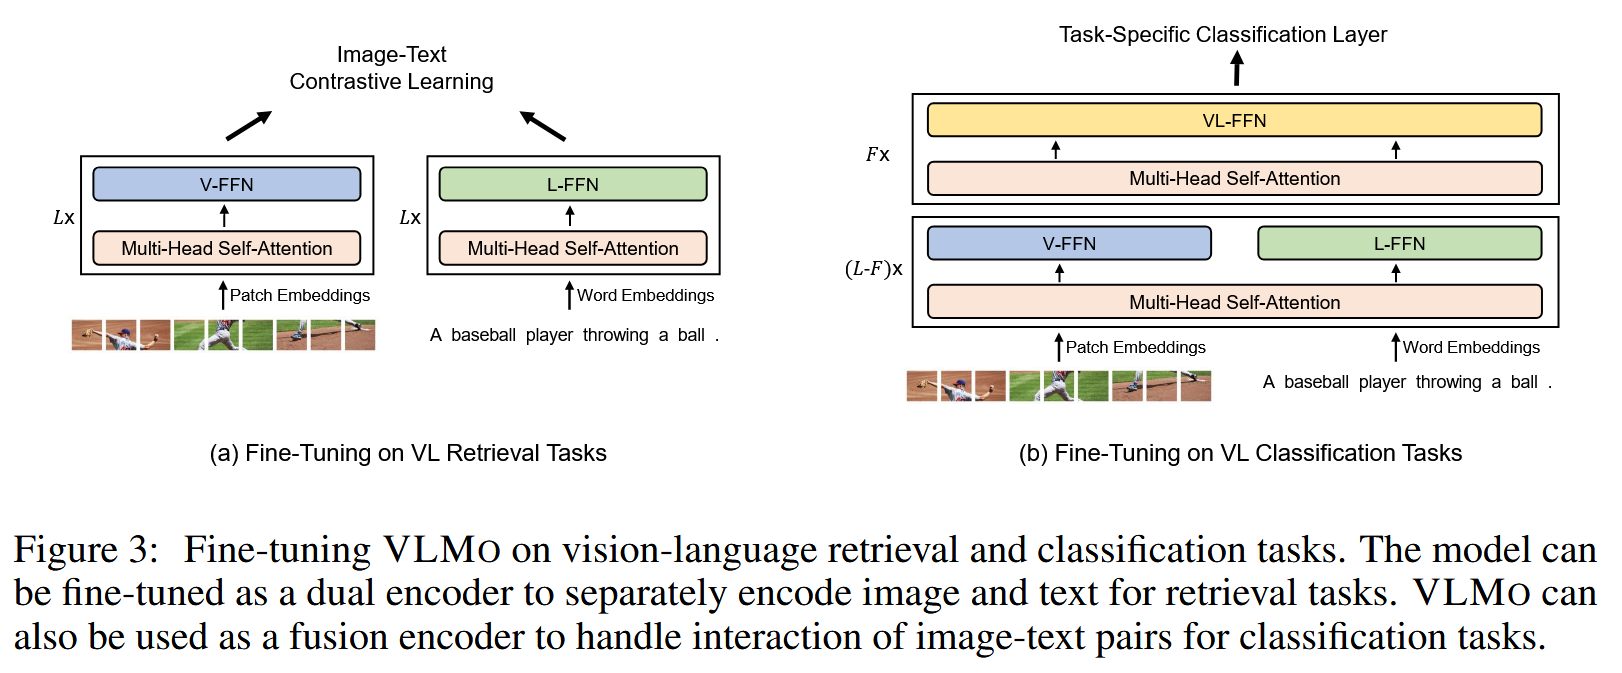 Image-Text
Contrastive Learning
V-FFN
Multi-Head Self-Attention
Lx
Patch Embeddings
L-FFN
Multi-Head Self-Attention
Lx
Word Embeddings
A baseball player throwing a ball .
(a) Fine-Tuning on VL Retrieval Tasks
Task-Specific Classification Layer
VL-FFN
Fx
Multi-Head Self-Attention
V-FFN
L-FFN
(L-F)x
Multi-Head Self-Attention
Patch Embeddings
Word Embeddings
A baseball player throwing a ball .
(b) Fine-Tuning on VL Classification Tasks
Figure 3: Fine-tuning VLMO on vision-language retrieval and classification tasks. The model can
be fine-tuned as a dual encoder to separately encode image and text for retrieval tasks. VLMO can
also be used as a fusion encoder to handle interaction of image-text pairs for classification tasks.